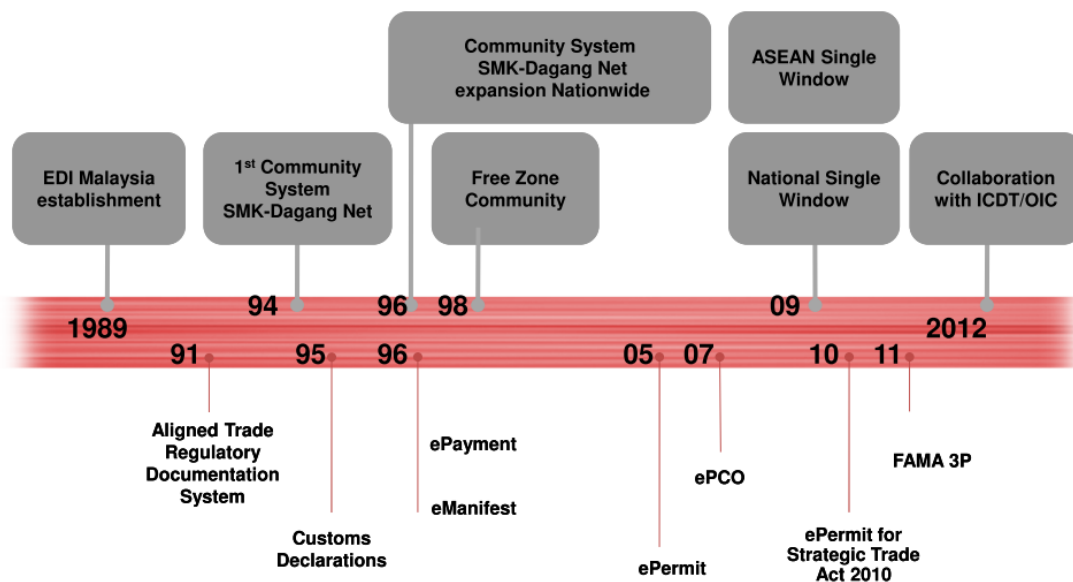 Community System
SMK-Dagang Net
expansion Nationwide
ASEAN Single
Window
EDI Malaysia
establishment
1st Community
System
SMK-Dagang Net
Free Zone
Community
National Single
Window
Collaboration
with ICDT/OIC
1989
94
96
98
09
2012
91
95
96
05
07
10
11
Aligned Trade
Regulatory
Documentation
System
Customs
Declarations
ePayment
eManifest
ePermit
ePCO
ePermit for
Strategic Trade
Act 2010
FAMA 3P